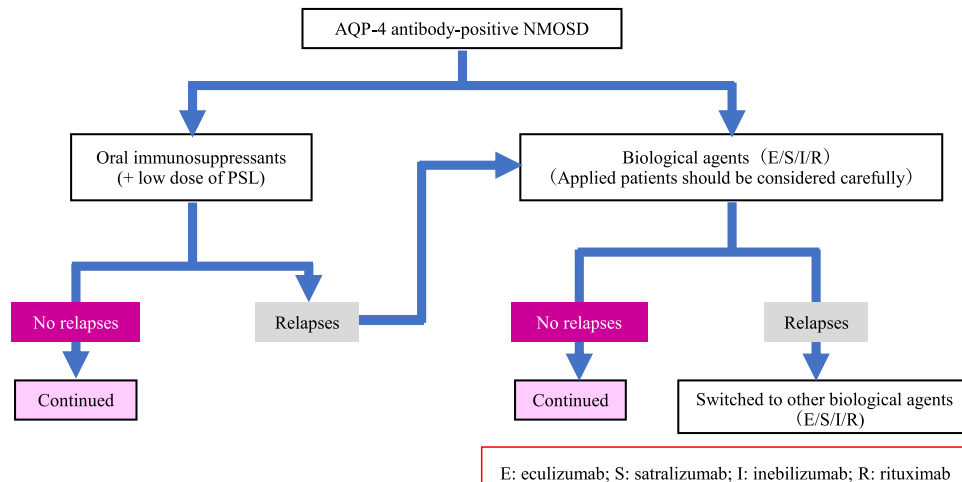 AQP-4 antibody-positive NMOSD
Oral immunosuppressants
(+ low dose of PSL)
Biological agents（E/S/I/R）
（Applied patients should be considered carefully）
No relapses
Relapses
No relapses
Relapses
Continued
Continued
Switched to other biological agents
（E/S/I/R)
E: eculizumab; S: satralizumab; I: inebilizumab; R: rituximab